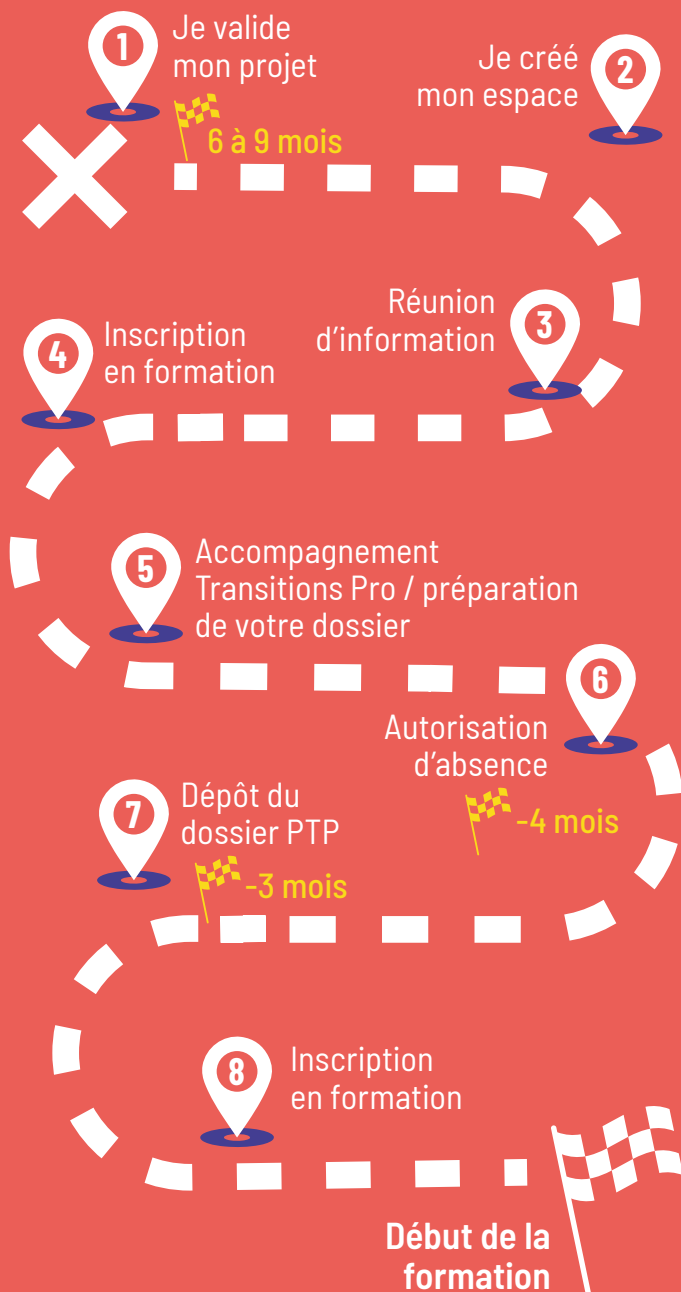 1
Je valide
mon projet
6 à 9 mois
2
Je créé
mon espace
3
Réunion
d'information
4
Inscription
en formation
5
Accompagnement
Transitions Pro / préparation
de votre dossier
6
Autorisation
d'absence
-4 mois
7
Dépôt du
dossier PTP
-3 mois
8
Inscription
en formation
Début de la
formation